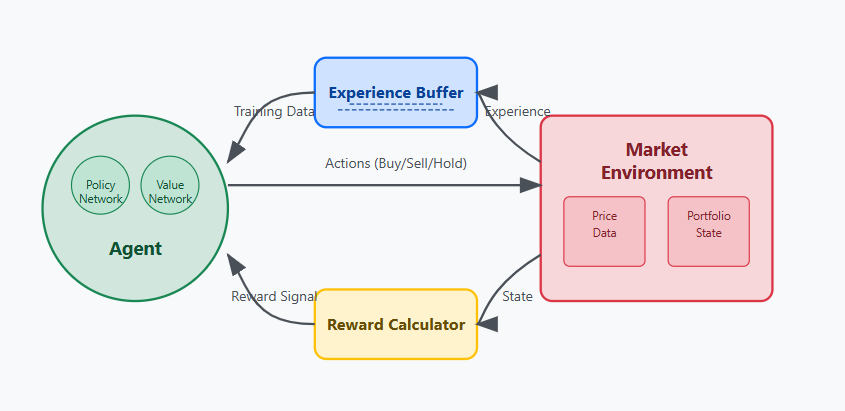 Experience Buffer
Training Data
Experience
Market
Environment
Actions (Buy/Sell/Hold)
Policy
Network
Value
Network
Price
Data
Portfolio
State
Agent
Reward Signal
State
Reward Calculator